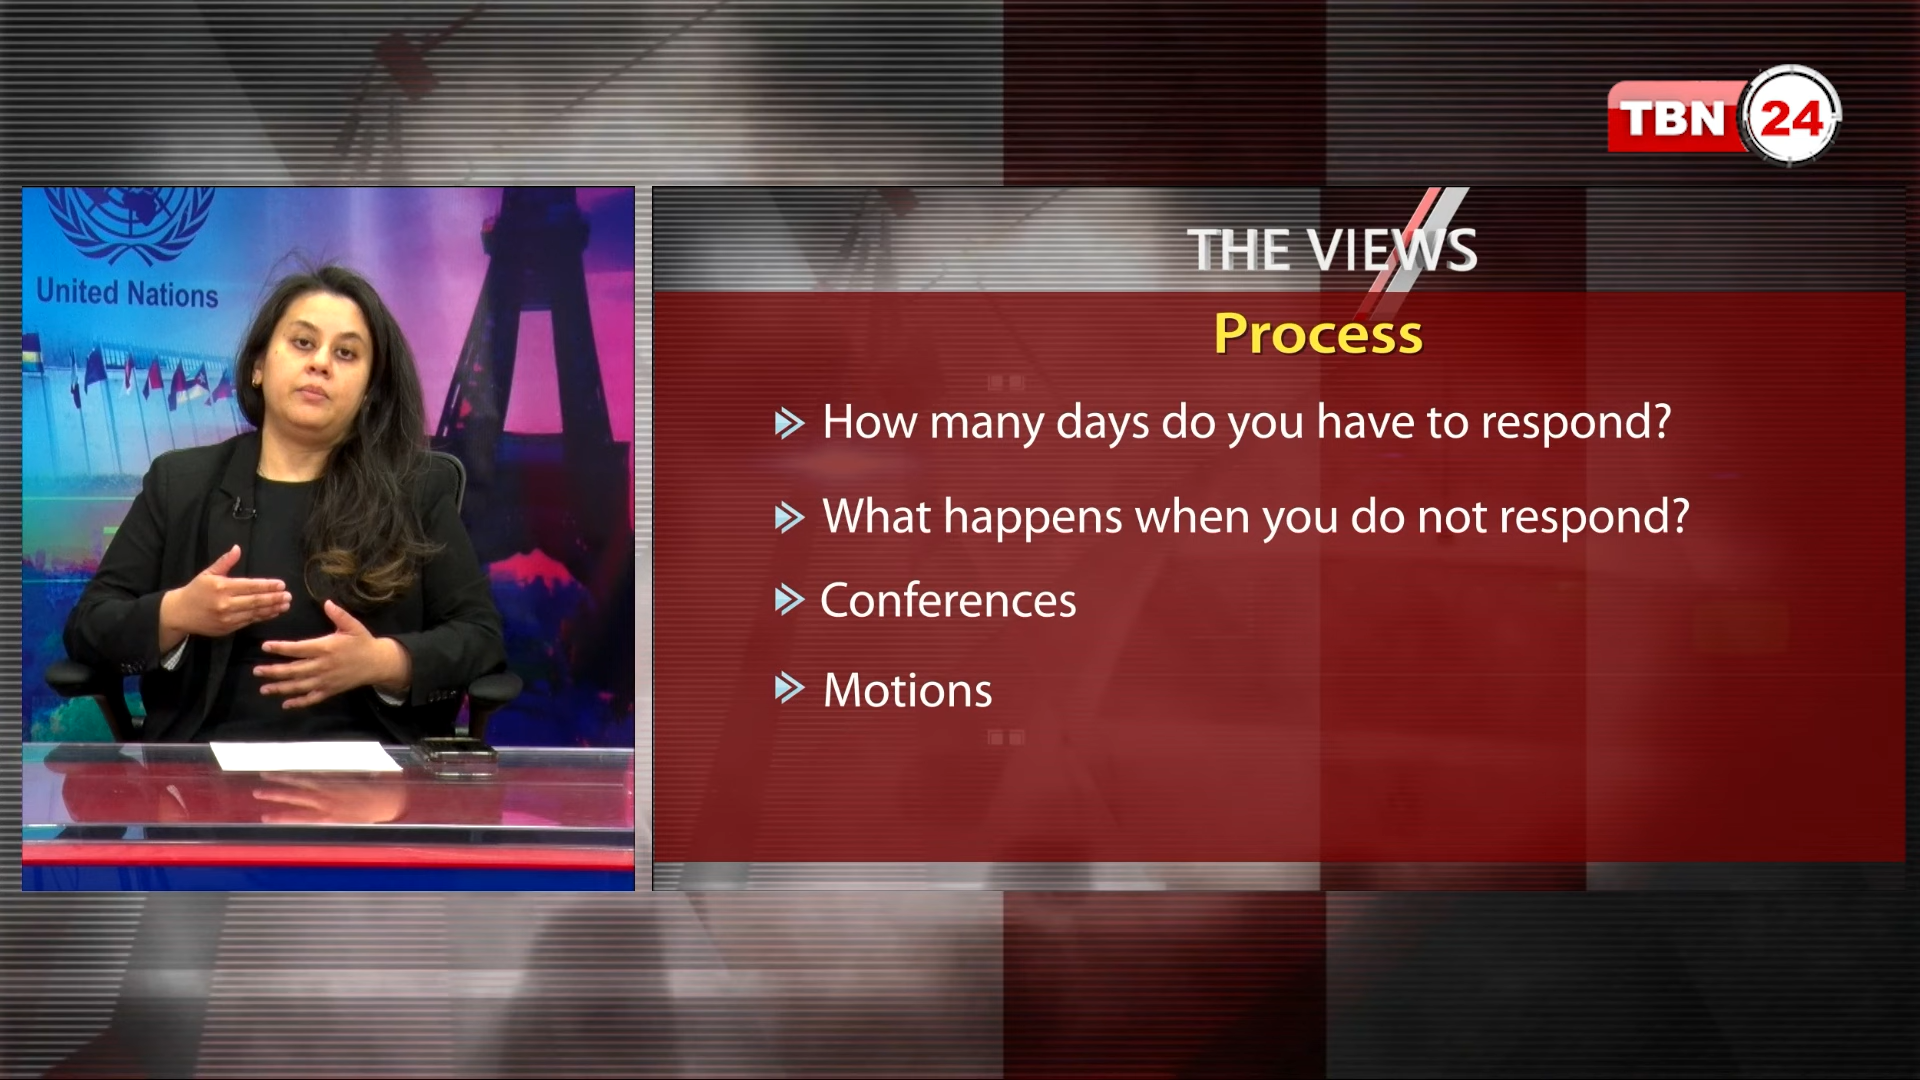 TBN 24
United Nations
THE VIEWS
Process
How many days do you have to respond?
What happens when you do not respond?
Conferences
Motions